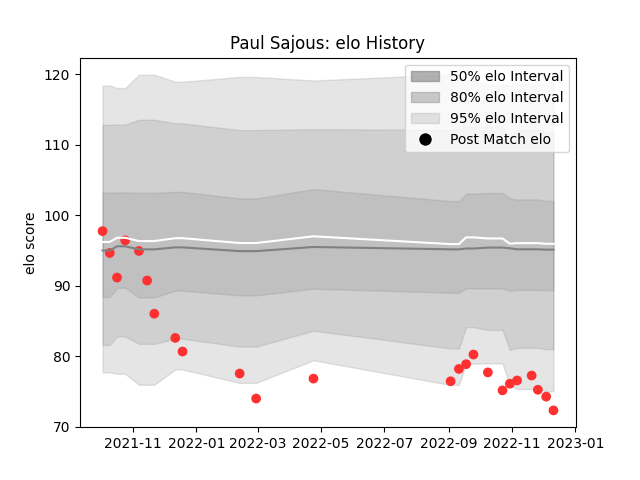 Paul Sajous: elo History
120
110
100
90
80
70
elo score
50% elo Interval
80% elo Interval
95% elo Interval
Post Match elo
2021-11 2022-01 2022-03 2022-05 2022-07 2022-09 2022-11 2023-01